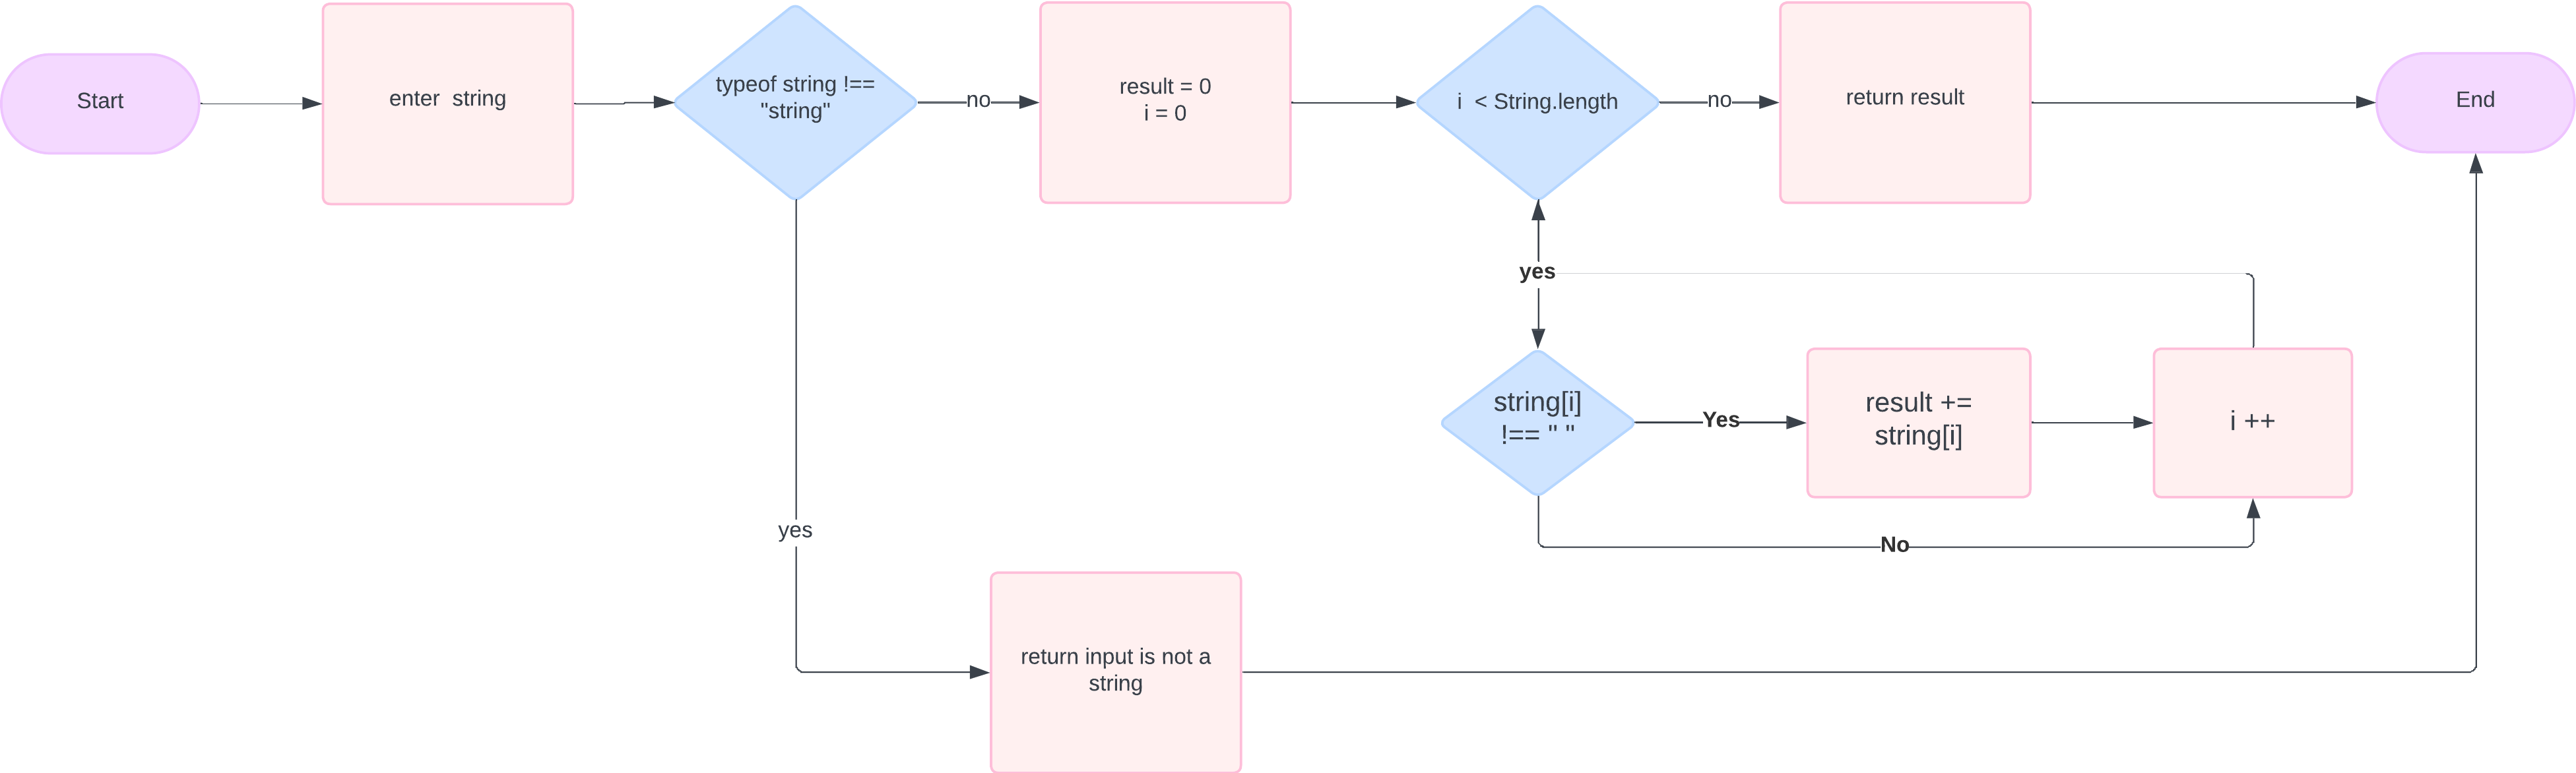 Start
enter  string
typeof string !==
"string"
no
result = 0
i = 0
i  < String.length
no
return result
End
yes
string[i]
!== " "
Yes
result +=
string[i]
i ++
No
yes
return input is not a
string